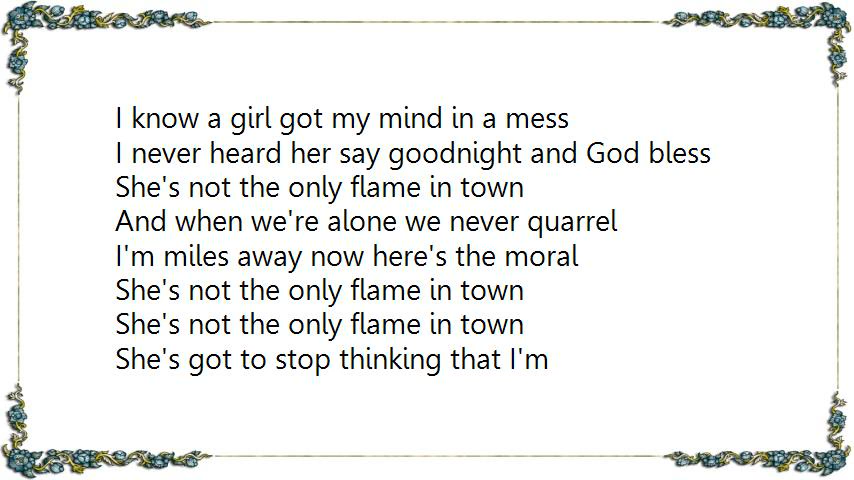 I know a girl got my mind in a mess
I never heard her say goodnight and God bless
She's not the only flame in town
And when we're alone we never quarrel
I'm miles away now here's the moral
She's not the only flame in town
She's not the only flame in town
She's got to stop thinking that I'm